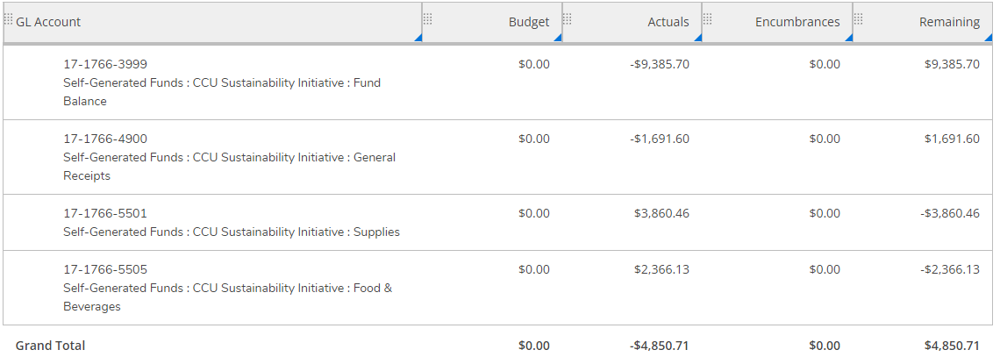 GL Account Budget Actuals Encumbrances Remaining
17-1766-3999 $0.00 -$9,385.70 $0.00 $9,385.70
Self-Generated Funds : CCU Sustainability Initiative : Fund
Balance
17-1766-4900 $0.00 -$1,691.60 $0.00 $1,691.60
Self-Generated Funds : CCU Sustainability Initiative : General
Receipts
17-1766-5501 $0.00 $3,860.46 $0.00 -$3,860.46
Self-Generated Funds : CCU Sustainability Initiative : Supplies
17-1766-5505 $0.00 $2,366.13 $0.00 -$2,366.13
Self-Generated Funds : CCU Sustainability Initiative : Food &
Beverages
Grand Total $0.00 -$4,850.71 $0.00 $4,850.71